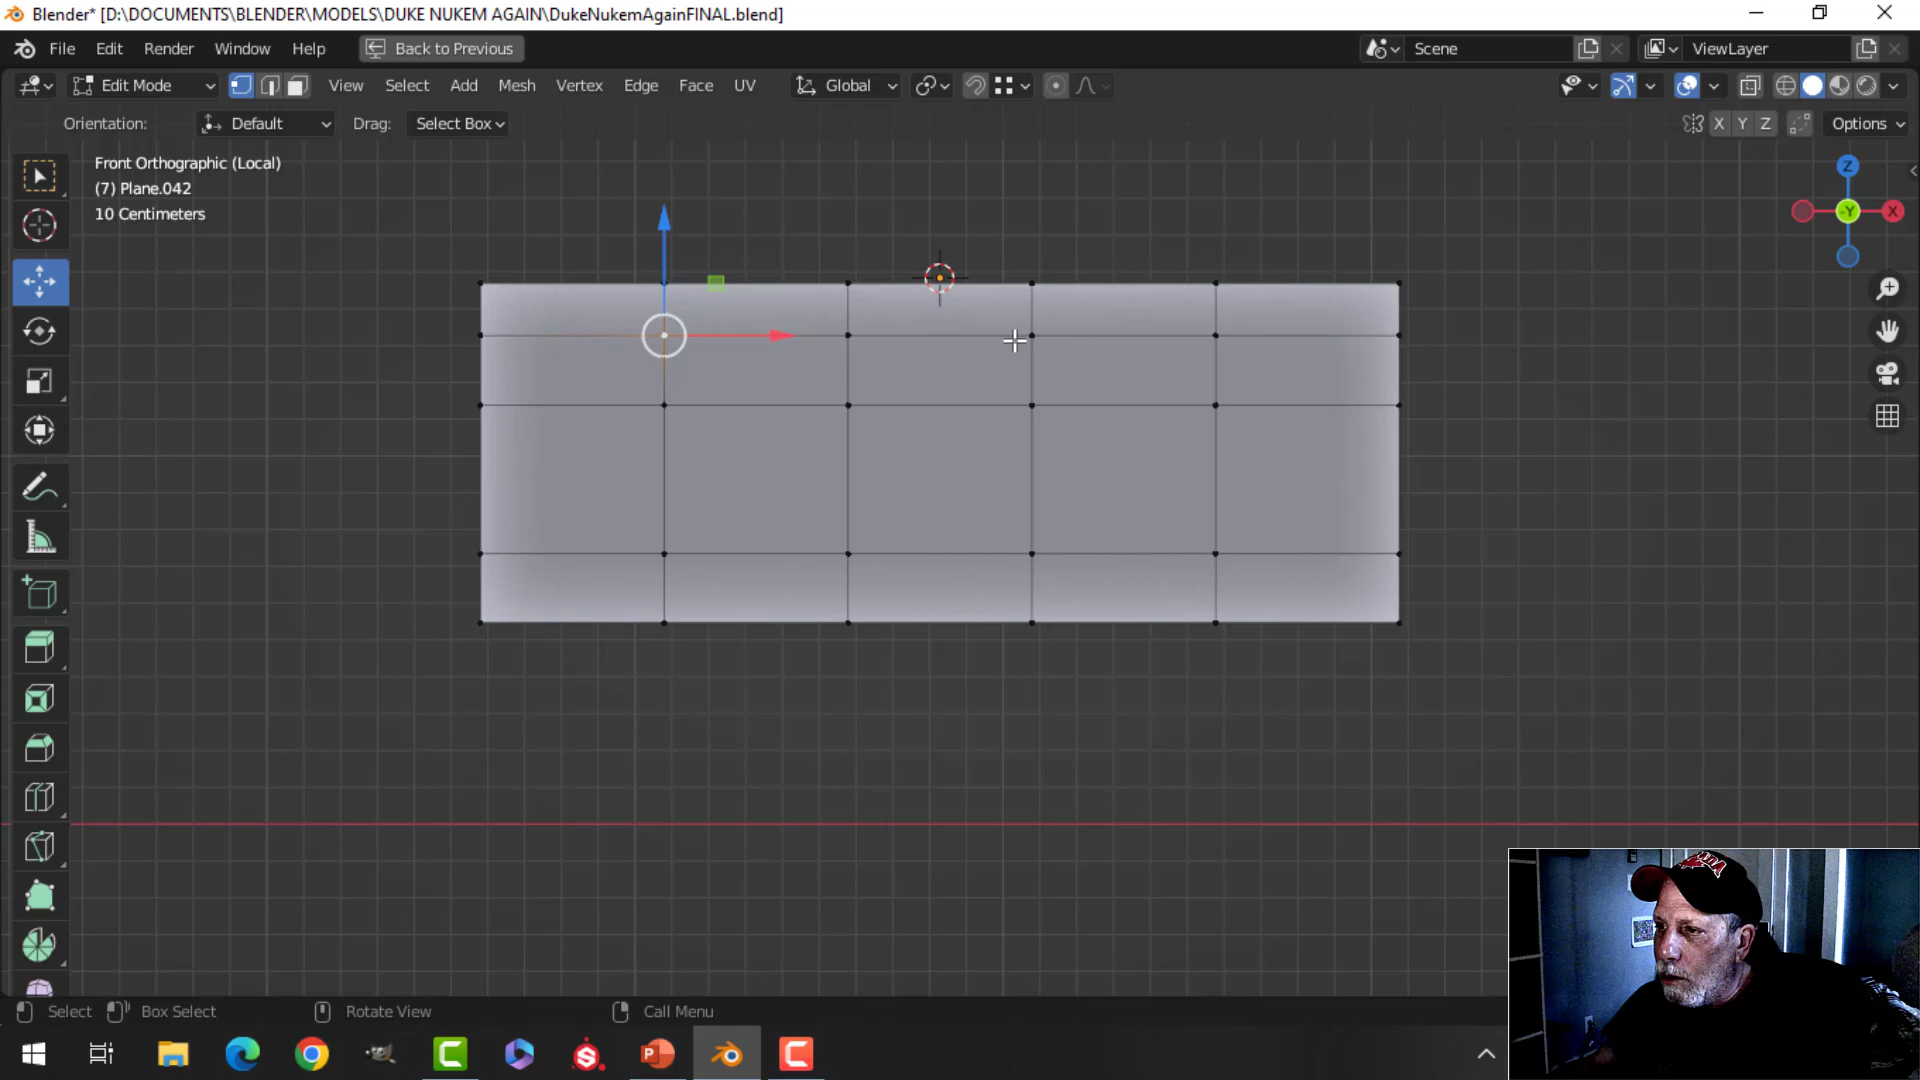 Blender* [D:\DOCUMENTS\BLENDER\MODELS\DUKE NUKEM AGAIN\DukeNukemAgainFINAL.blend]
File Edit Render Window Help Back to Previous Scene ViewLayer
Edit Mode View Select Add Mesh Vertex Edge Face UV Global
Orientation: Default Drag: Select Box X Y Z Options
Front Orthographic (Local)
(7) Plane.042
10 Centimeters
Z
-Y X
Select Box Select Rotate View Call Menu